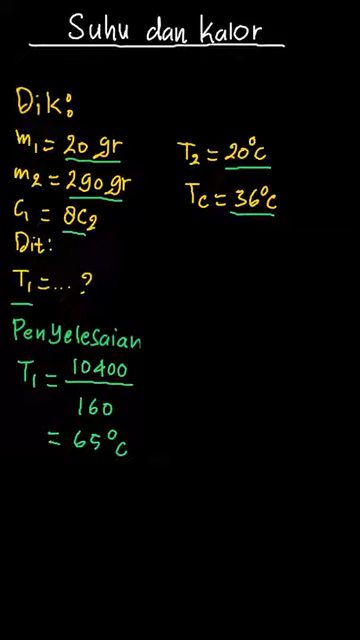 Suhu dan kalor
Dik:
m₁ = 20 gr
m₂ = 290 gr
C₁ = 8C₂
T₂ = 20°C
Tc = 36°C
Dit:
T₁ = ... ?
Penyelesaian
T₁ = 10400
160
= 65°C